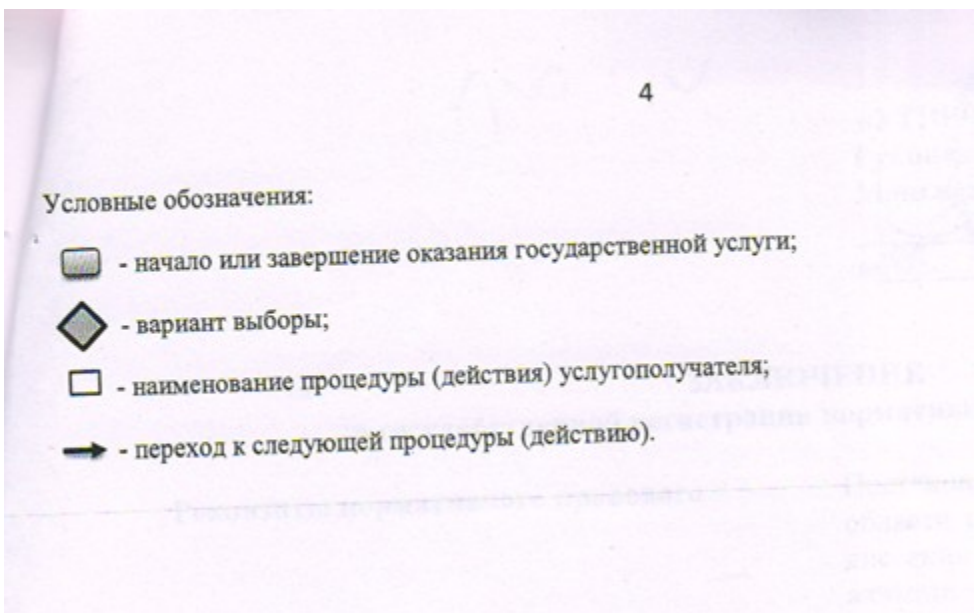 4
Условные обозначения:
- начало или завершение оказания государственной услуги;
- вариант выборы;
- наименование процедуры (действия) услугополучателя;
- переход к следующей процедуры (действию).